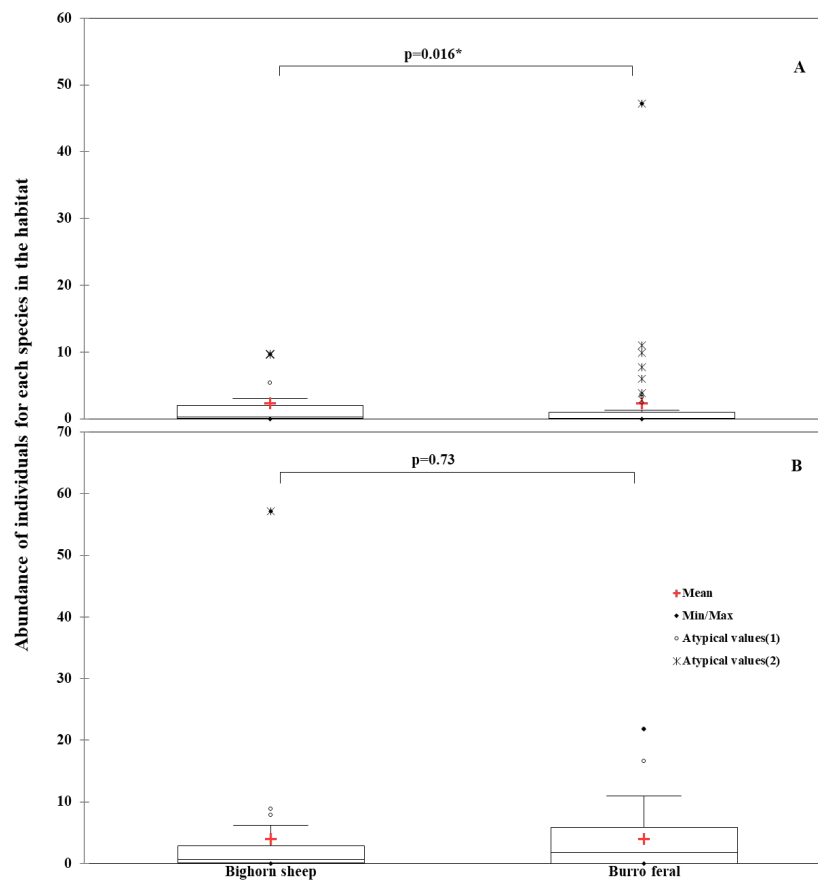 Abundance of individuals for each species in the habitat
60
50
40
30
20
10
0
p=0.016*
A
70
60
50
40
30
20
10
0
p=0.73
B
Mean
Min/Max
Atypical values(1)
Atypical values(2)
Bighorn sheep
Burro feral